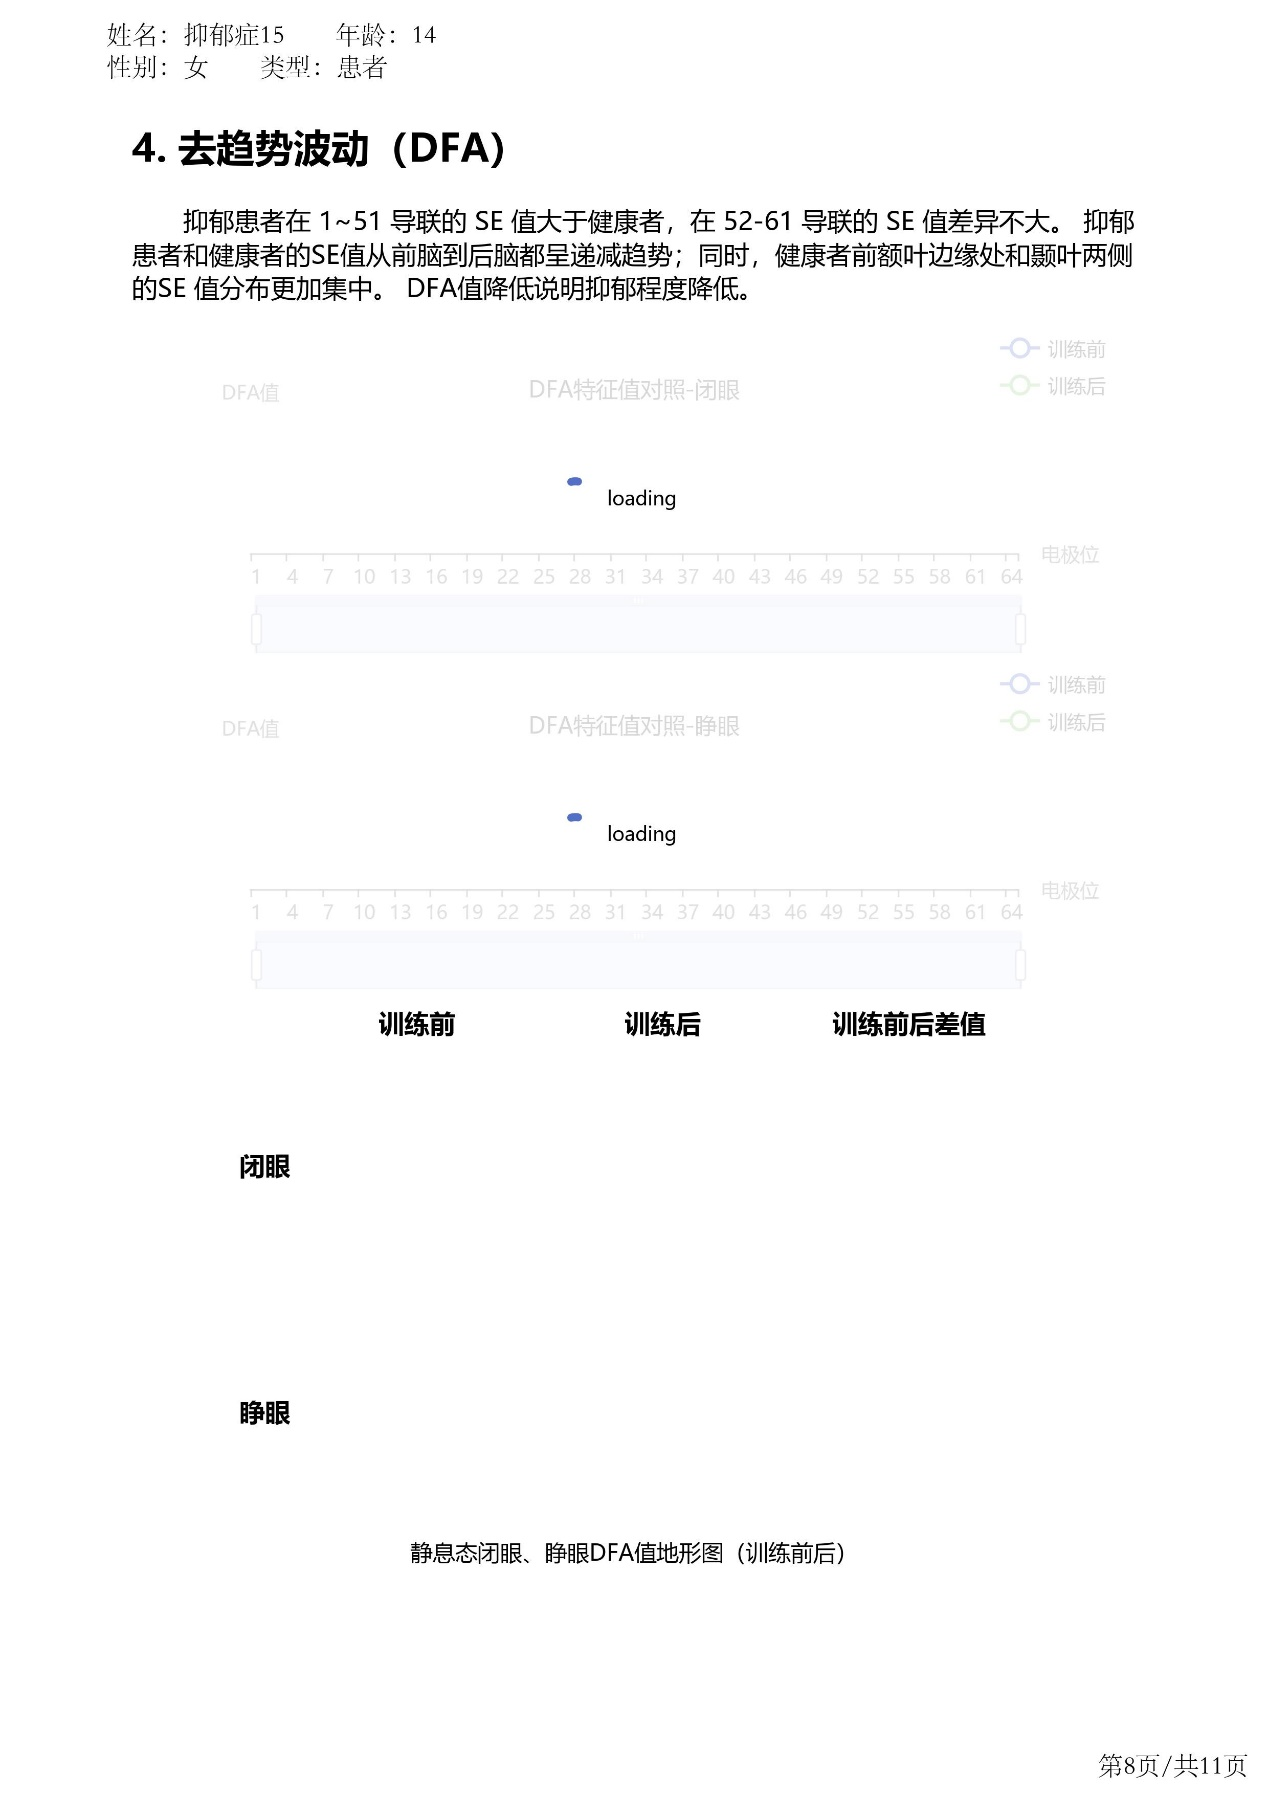 姓名：抑郁症15　　年龄：14
性别：女　　类型：患者
4. 去趋势波动（DFA）
抑郁患者在 1~51 导联的 SE 值大于健康者，在 52-61 导联的 SE 值差异不大。 抑郁
患者和健康者的SE值从前脑到后脑都呈递减趋势；同时，健康者前额叶边缘处和颞叶两侧
的SE 值分布更加集中。 DFA值降低说明抑郁程度降低。
训练前
DFA值 DFA特征值对照-闭眼 训练后
loading
电极位
1 4 7 10 13 16 19 22 25 28 31 34 37 40 43 46 49 52 55 58 61 64
训练前
DFA值 DFA特征值对照-睁眼 训练后
loading
电极位
1 4 7 10 13 16 19 22 25 28 31 34 37 40 43 46 49 52 55 58 61 64
训练前 训练后 训练前后差值
闭眼
睁眼
静息态闭眼、睁眼DFA值地形图（训练前后）
第8页/共11页